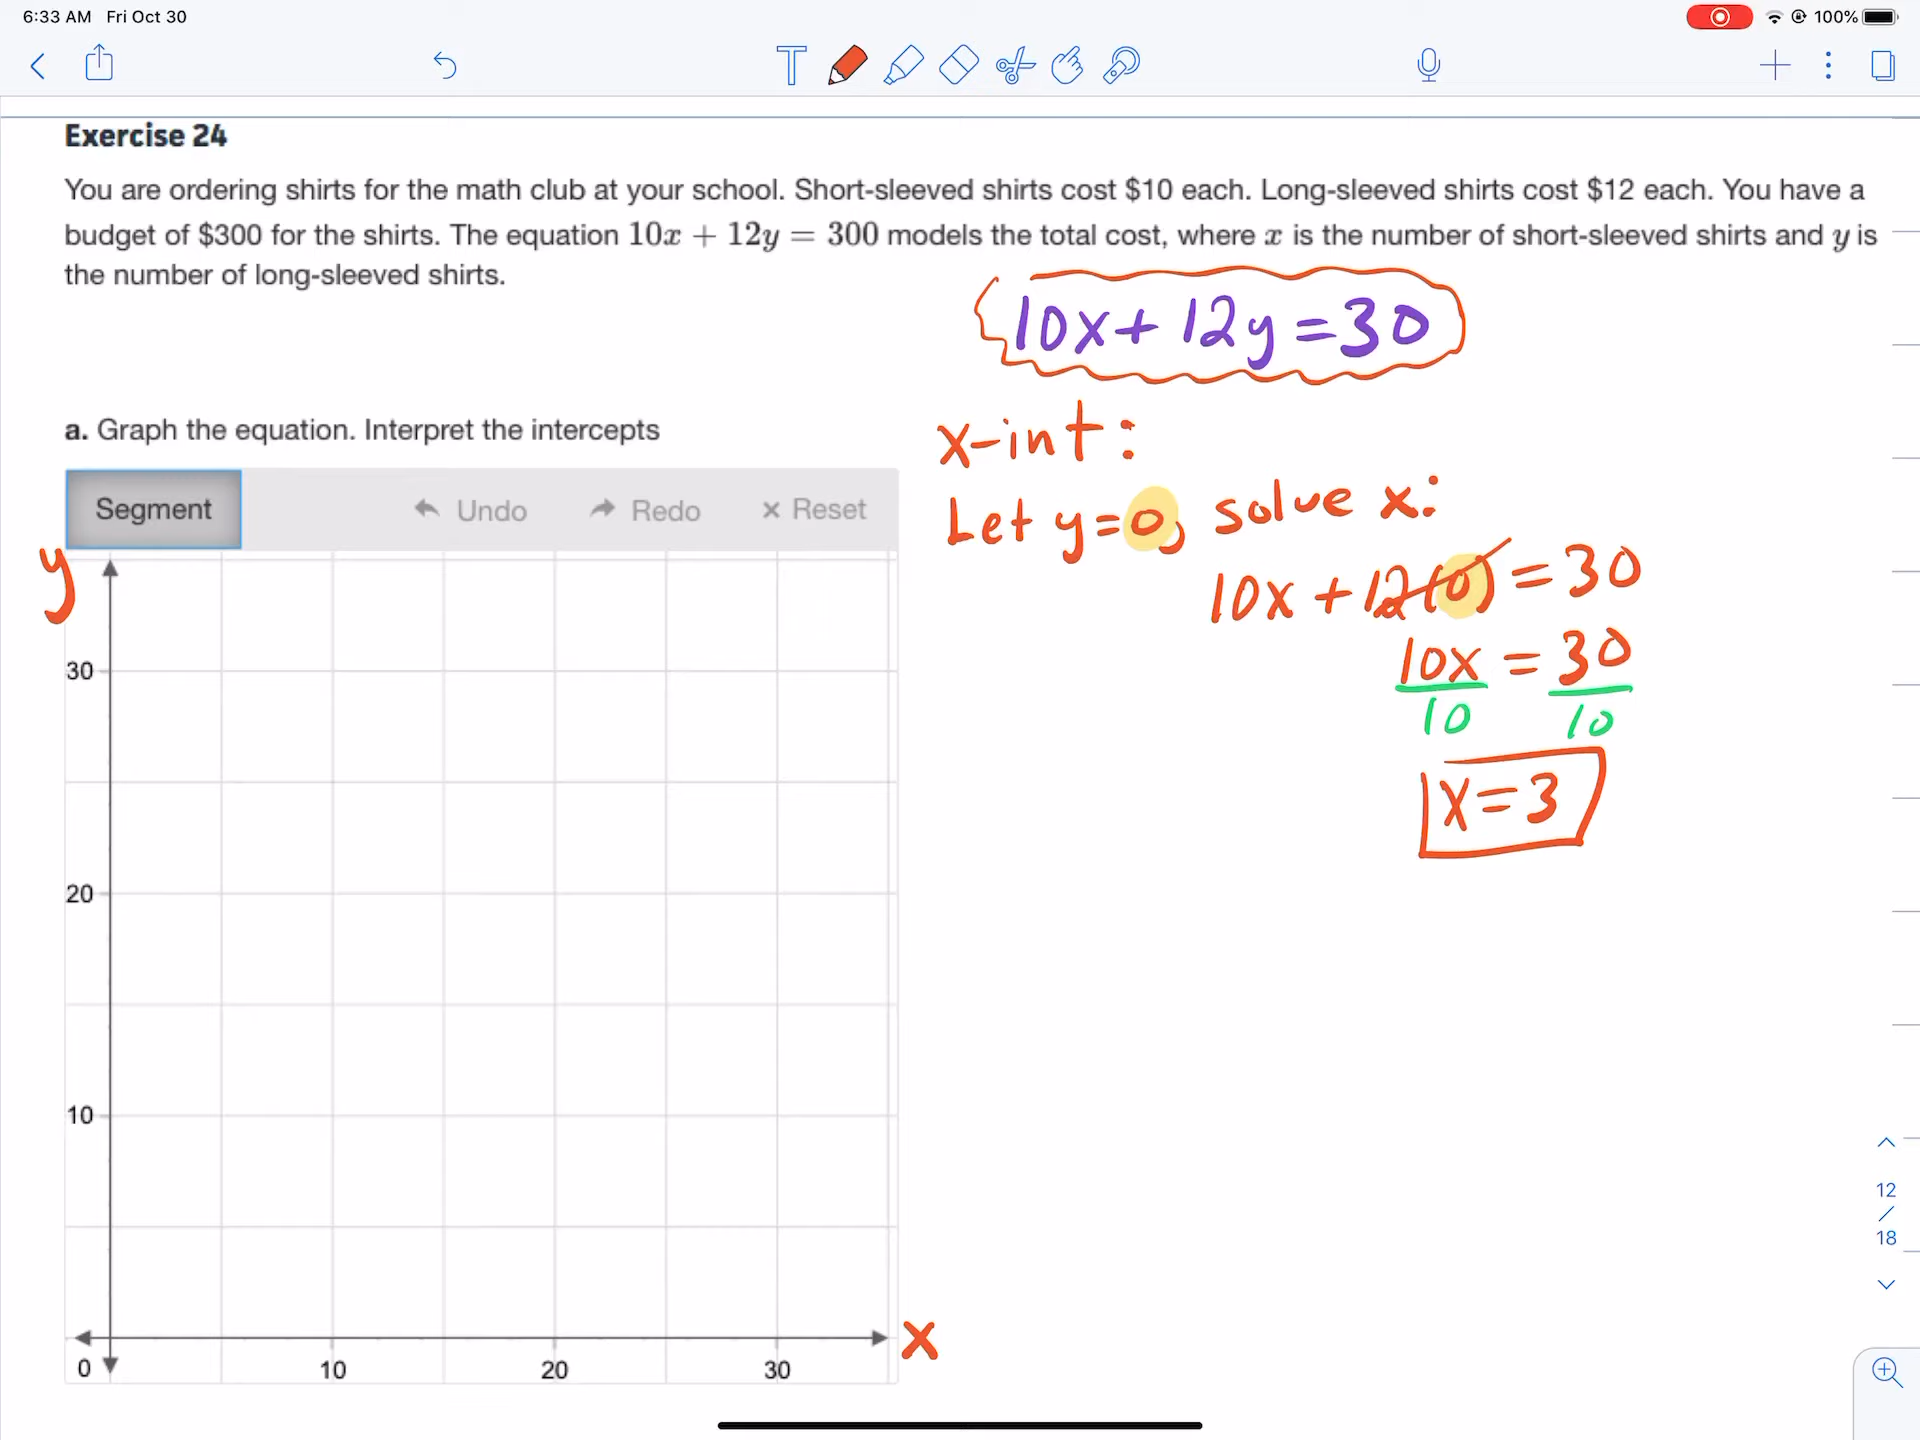 6:33 AM Fri Oct 30
100%
Exercise 24
You are ordering shirts for the math club at your school. Short-sleeved shirts cost $10 each. Long-sleeved shirts cost $12 each. You have a
budget of $300 for the shirts. The equation 10x + 12y = 300 models the total cost, where x is the number of short-sleeved shirts and y is
the number of long-sleeved shirts.
10x + 12y = 30
a. Graph the equation. Interpret the intercepts
x-int:
Let y=0, solve x:
10x + 12(0) = 30
10x = 30
10 10
x = 3
Segment Undo Redo × Reset
y
30
20
10
0 10 20 30
x
12
/
18